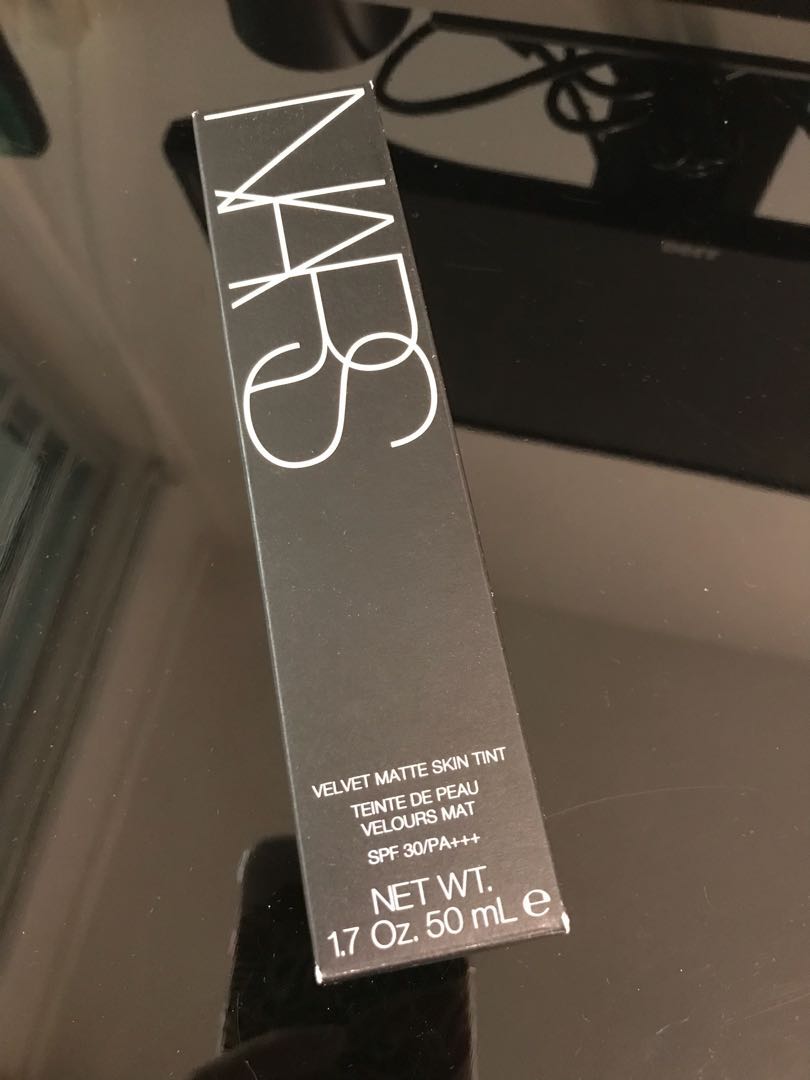 NARS
VELVET MATTE SKIN TINT
TEINTE DE PEAU
VELOURS MAT
SPF 30/PA+++
NET WT.
1.7 Oz. 50 mL ℮